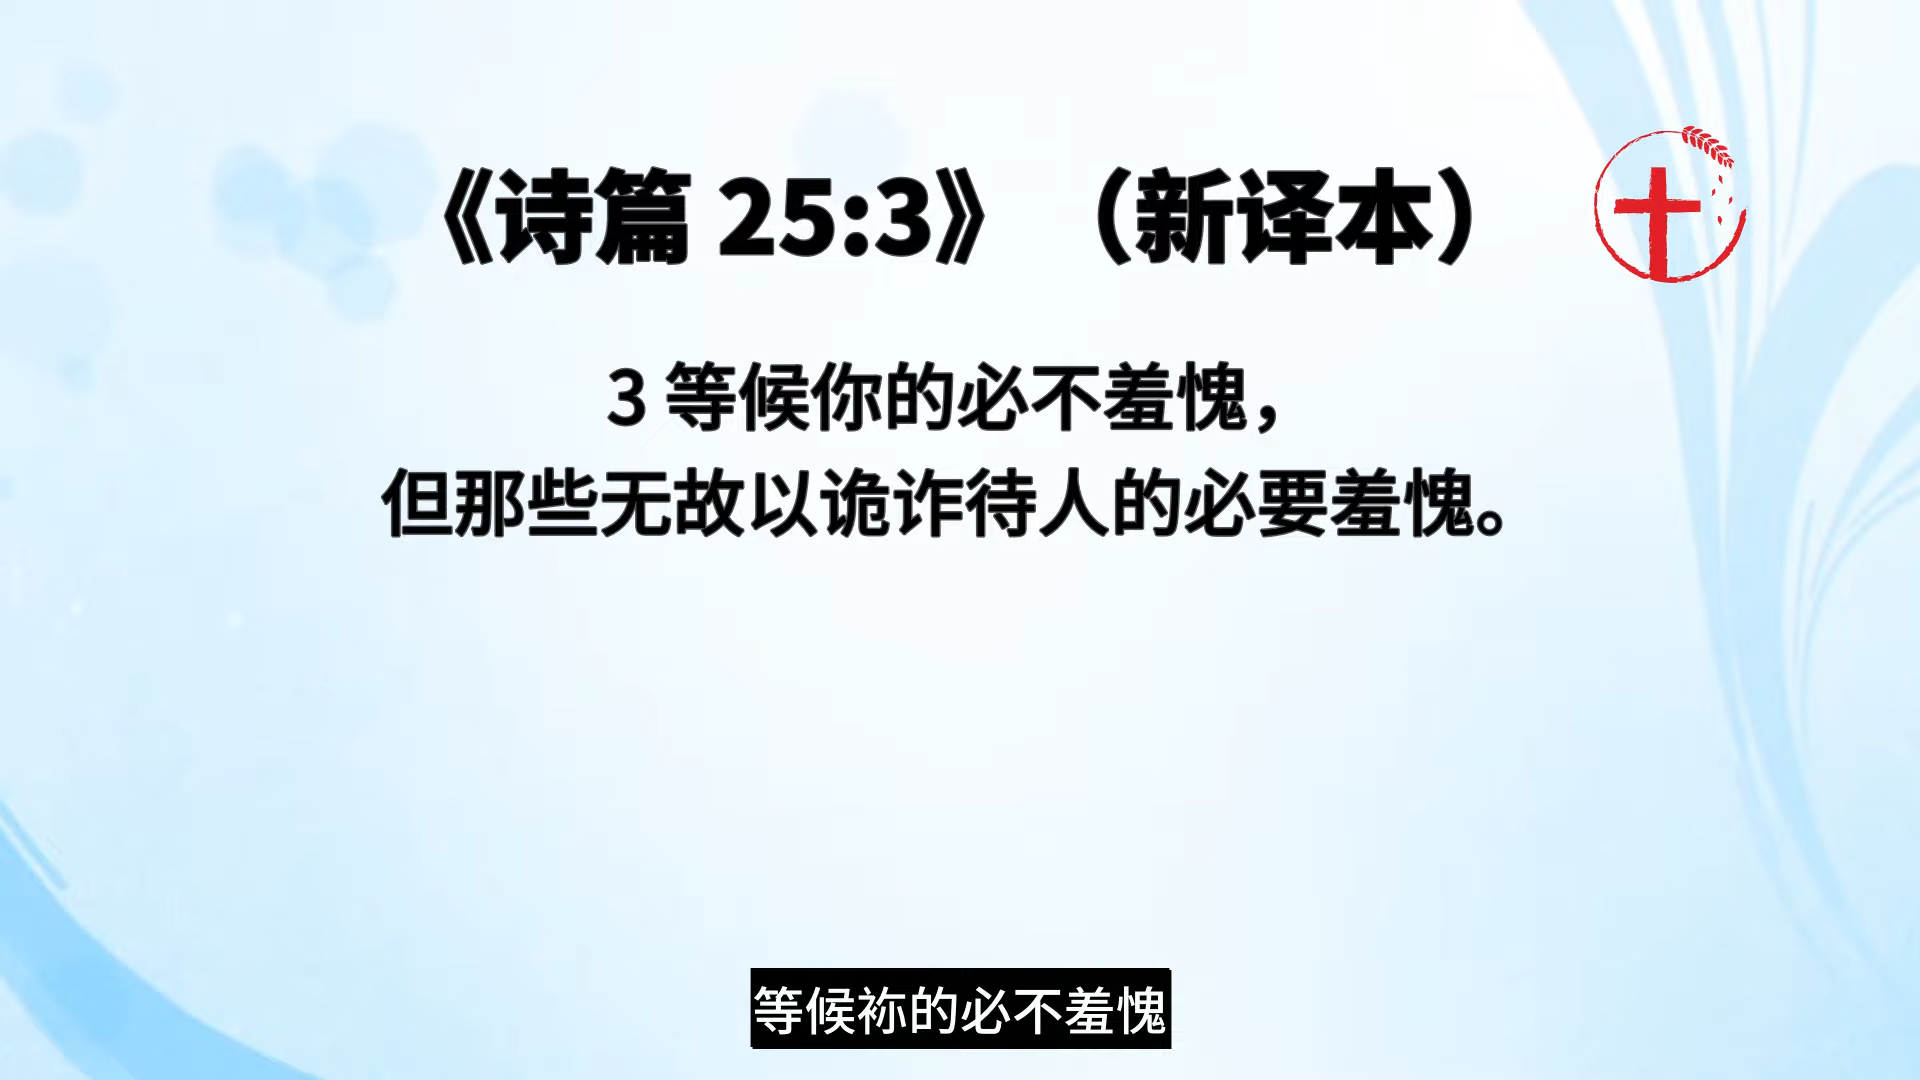 《诗篇 25:3》（新译本）
3 等候你的必不羞愧，
但那些无故以诡诈待人的必要羞愧。
等候祢的必不羞愧